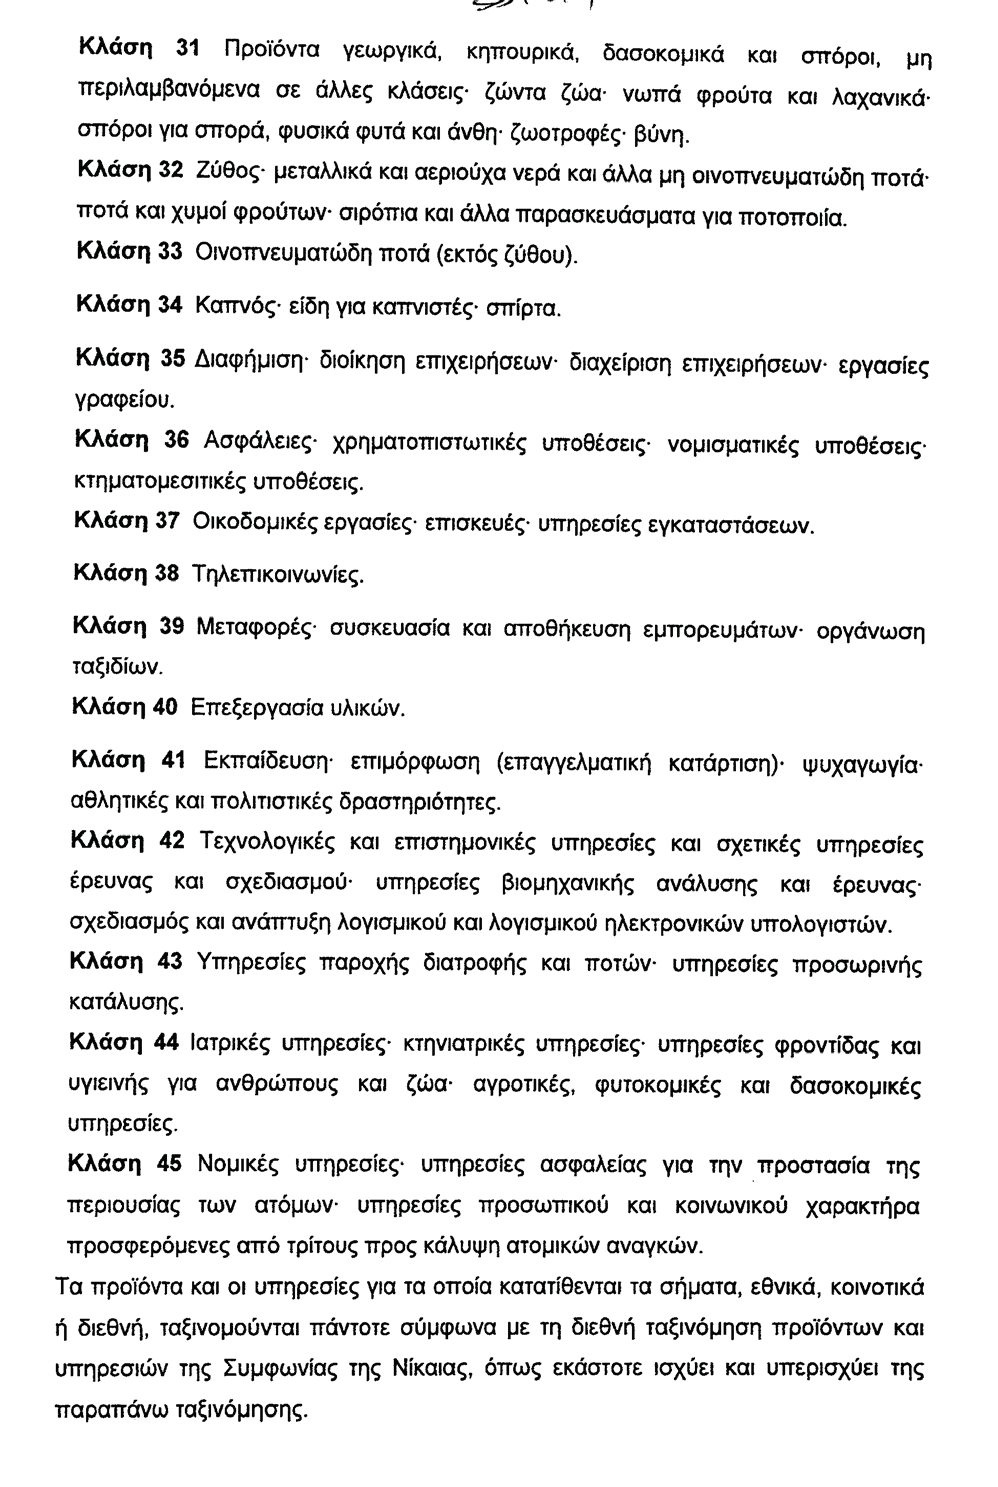 Κλάση 31 Προϊόντα γεωργικά, κηπουρικά, δασοκομικά και σπόροι, μη
περιλαμβανόμενα σε άλλες κλάσεις· ζώντα ζώα· νωπά φρούτα και λαχανικά·
σπόροι για σπορά, φυσικά φυτά και άνθη· ζωοτροφές· βύνη.
Κλάση 32 Ζύθος· μεταλλικά και αεριούχα νερά και άλλα μη οινοπνευματώδη ποτά·
ποτά και χυμοί φρούτων· σιρόπια και άλλα παρασκευάσματα για ποτοποιία.
Κλάση 33 Οινοπνευματώδη ποτά (εκτός ζύθου).
Κλάση 34 Καπνός· είδη για καπνιστές· σπίρτα.
Κλάση 35 Διαφήμιση· διοίκηση επιχειρήσεων· διαχείριση επιχειρήσεων· εργασίες
γραφείου.
Κλάση 36 Ασφάλειες· χρηματοπιστωτικές υποθέσεις· νομισματικές υποθέσεις·
κτηματομεσιτικές υποθέσεις.
Κλάση 37 Οικοδομικές εργασίες· επισκευές· υπηρεσίες εγκαταστάσεων.
Κλάση 38 Τηλεπικοινωνίες.
Κλάση 39 Μεταφορές· συσκευασία και αποθήκευση εμπορευμάτων· οργάνωση
ταξιδίων.
Κλάση 40 Επεξεργασία υλικών.
Κλάση 41 Εκπαίδευση· επιμόρφωση (επαγγελματική κατάρτιση)· ψυχαγωγία·
αθλητικές και πολιτιστικές δραστηριότητες.
Κλάση 42 Τεχνολογικές και επιστημονικές υπηρεσίες και σχετικές υπηρεσίες
έρευνας και σχεδιασμού· υπηρεσίες βιομηχανικής ανάλυσης και έρευνας·
σχεδιασμός και ανάπτυξη λογισμικού και λογισμικού ηλεκτρονικών υπολογιστών.
Κλάση 43 Υπηρεσίες παροχής διατροφής και ποτών· υπηρεσίες προσωρινής
κατάλυσης.
Κλάση 44 Ιατρικές υπηρεσίες· κτηνιατρικές υπηρεσίες· υπηρεσίες φροντίδας και
υγιεινής για ανθρώπους και ζώα· αγροτικές, φυτοκομικές και δασοκομικές
υπηρεσίες.
Κλάση 45 Νομικές υπηρεσίες· υπηρεσίες ασφαλείας για την προστασία της
περιουσίας των ατόμων· υπηρεσίες προσωπικού και κοινωνικού χαρακτήρα
προσφερόμενες από τρίτους προς κάλυψη ατομικών αναγκών.
Τα προϊόντα και οι υπηρεσίες για τα οποία κατατίθενται τα σήματα, εθνικά, κοινοτικά
ή διεθνή, ταξινομούνται πάντοτε σύμφωνα με τη διεθνή ταξινόμηση προϊόντων και
υπηρεσιών της Συμφωνίας της Νίκαιας, όπως εκάστοτε ισχύει και υπερισχύει της
παραπάνω ταξινόμησης.